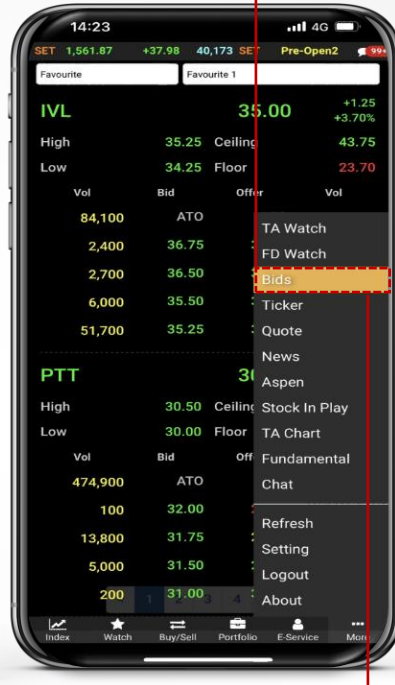 14:23 4G
SET 1,561.87 +37.98 40,173 SET Pre-Open2 99+
Favourite Favourite 1
IVL 35.00 +1.25
+3.70%
High 35.25 Ceiling 43.75
Low 34.25 Floor 23.70
Vol Bid Offer Vol
84,100 ATO
2,400 36.75
2,700 36.50
6,000 35.50
51,700 35.25
PTT
High 30.50 Ceiling
Low 30.00 Floor
Vol Bid
474,900 ATO
100 32.00
13,800 31.75
5,000 31.50
200 31.00
1 3 4
TA Watch
FD Watch
Bids
Ticker
Quote
News
Aspen
Stock In Play
TA Chart
Fundamental
Chat
Refresh
Setting
Logout
About
Index Watch Buy/Sell Portfolio E-Service More